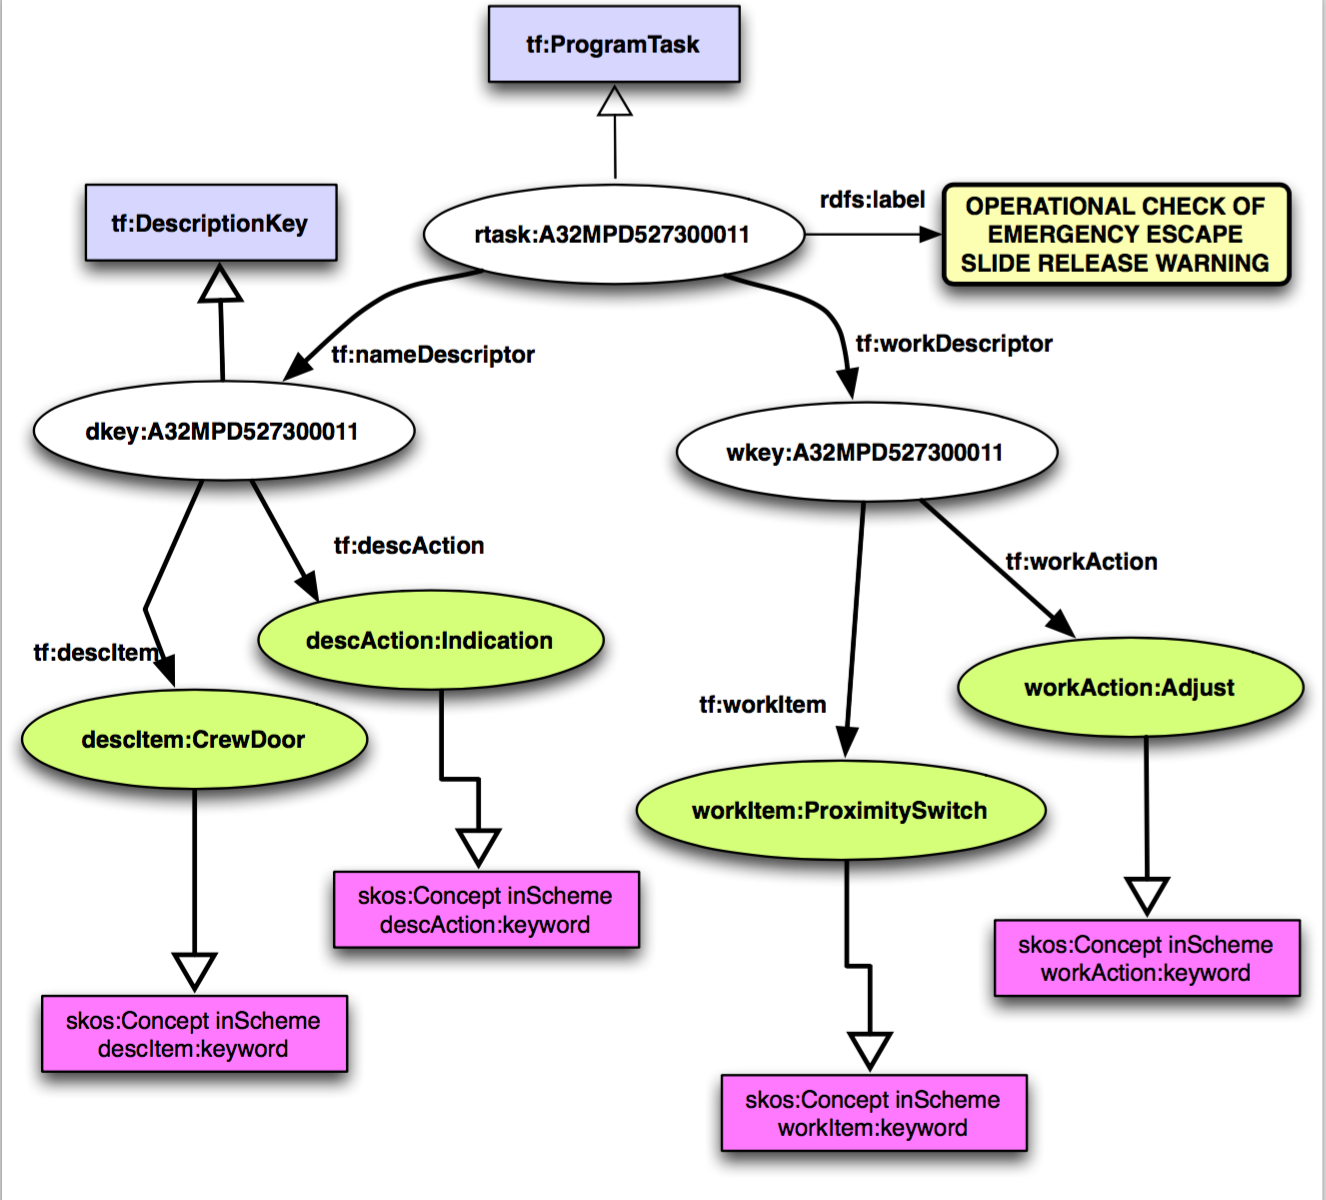 tf:ProgramTask
tf:DescriptionKey
rtask:A32MPD527300011
rdfs:label
OPERATIONAL CHECK OF
EMERGENCY ESCAPE
SLIDE RELEASE WARNING
tf:nameDescriptor
tf:workDescriptor
dkey:A32MPD527300011
wkey:A32MPD527300011
tf:descAction
tf:workAction
descAction:Indication
tf:descItem
workAction:Adjust
tf:workItem
descItem:CrewDoor
workItem:ProximitySwitch
skos:Concept inScheme
descAction:keyword
skos:Concept inScheme
workAction:keyword
skos:Concept inScheme
descItem:keyword
skos:Concept inScheme
workItem:keyword